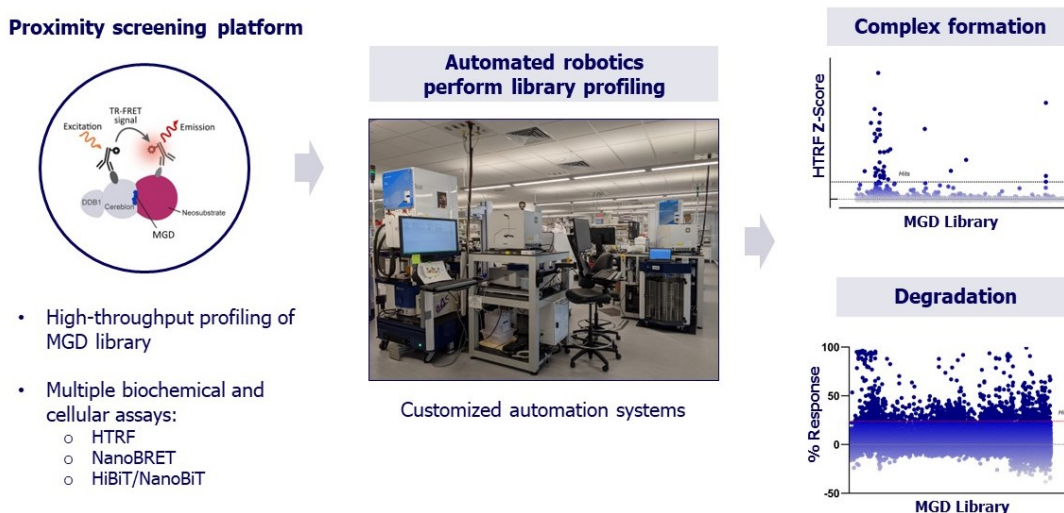 Proximity screening platform
TR-FRET
signal
Excitation
Emission
DDB1
Cereblon
Neosubstrate
MGD
• High-throughput profiling of
MGD library
• Multiple biochemical and
cellular assays:
o HTRF
o NanoBRET
o HiBiT/NanoBiT
Automated robotics
perform library profiling
Customized automation systems
Complex formation
HTRF Z-Score
Hits
MGD Library
Degradation
% Response
100
50
0
-50
MGD Library